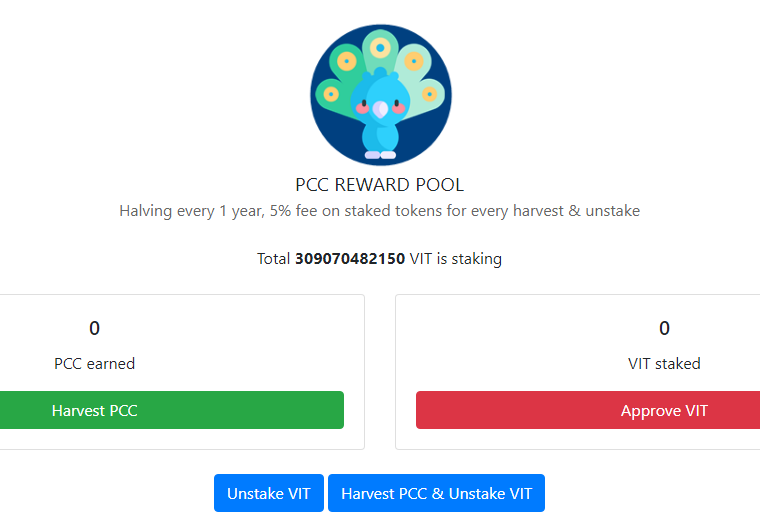 PCC REWARD POOL
Halving every 1 year, 5% fee on staked tokens for every harvest & unstake
Total 309070482150 VIT is staking
0
PCC earned
Harvest PCC
0
VIT staked
Approve VIT
Unstake VIT
Harvest PCC & Unstake VIT